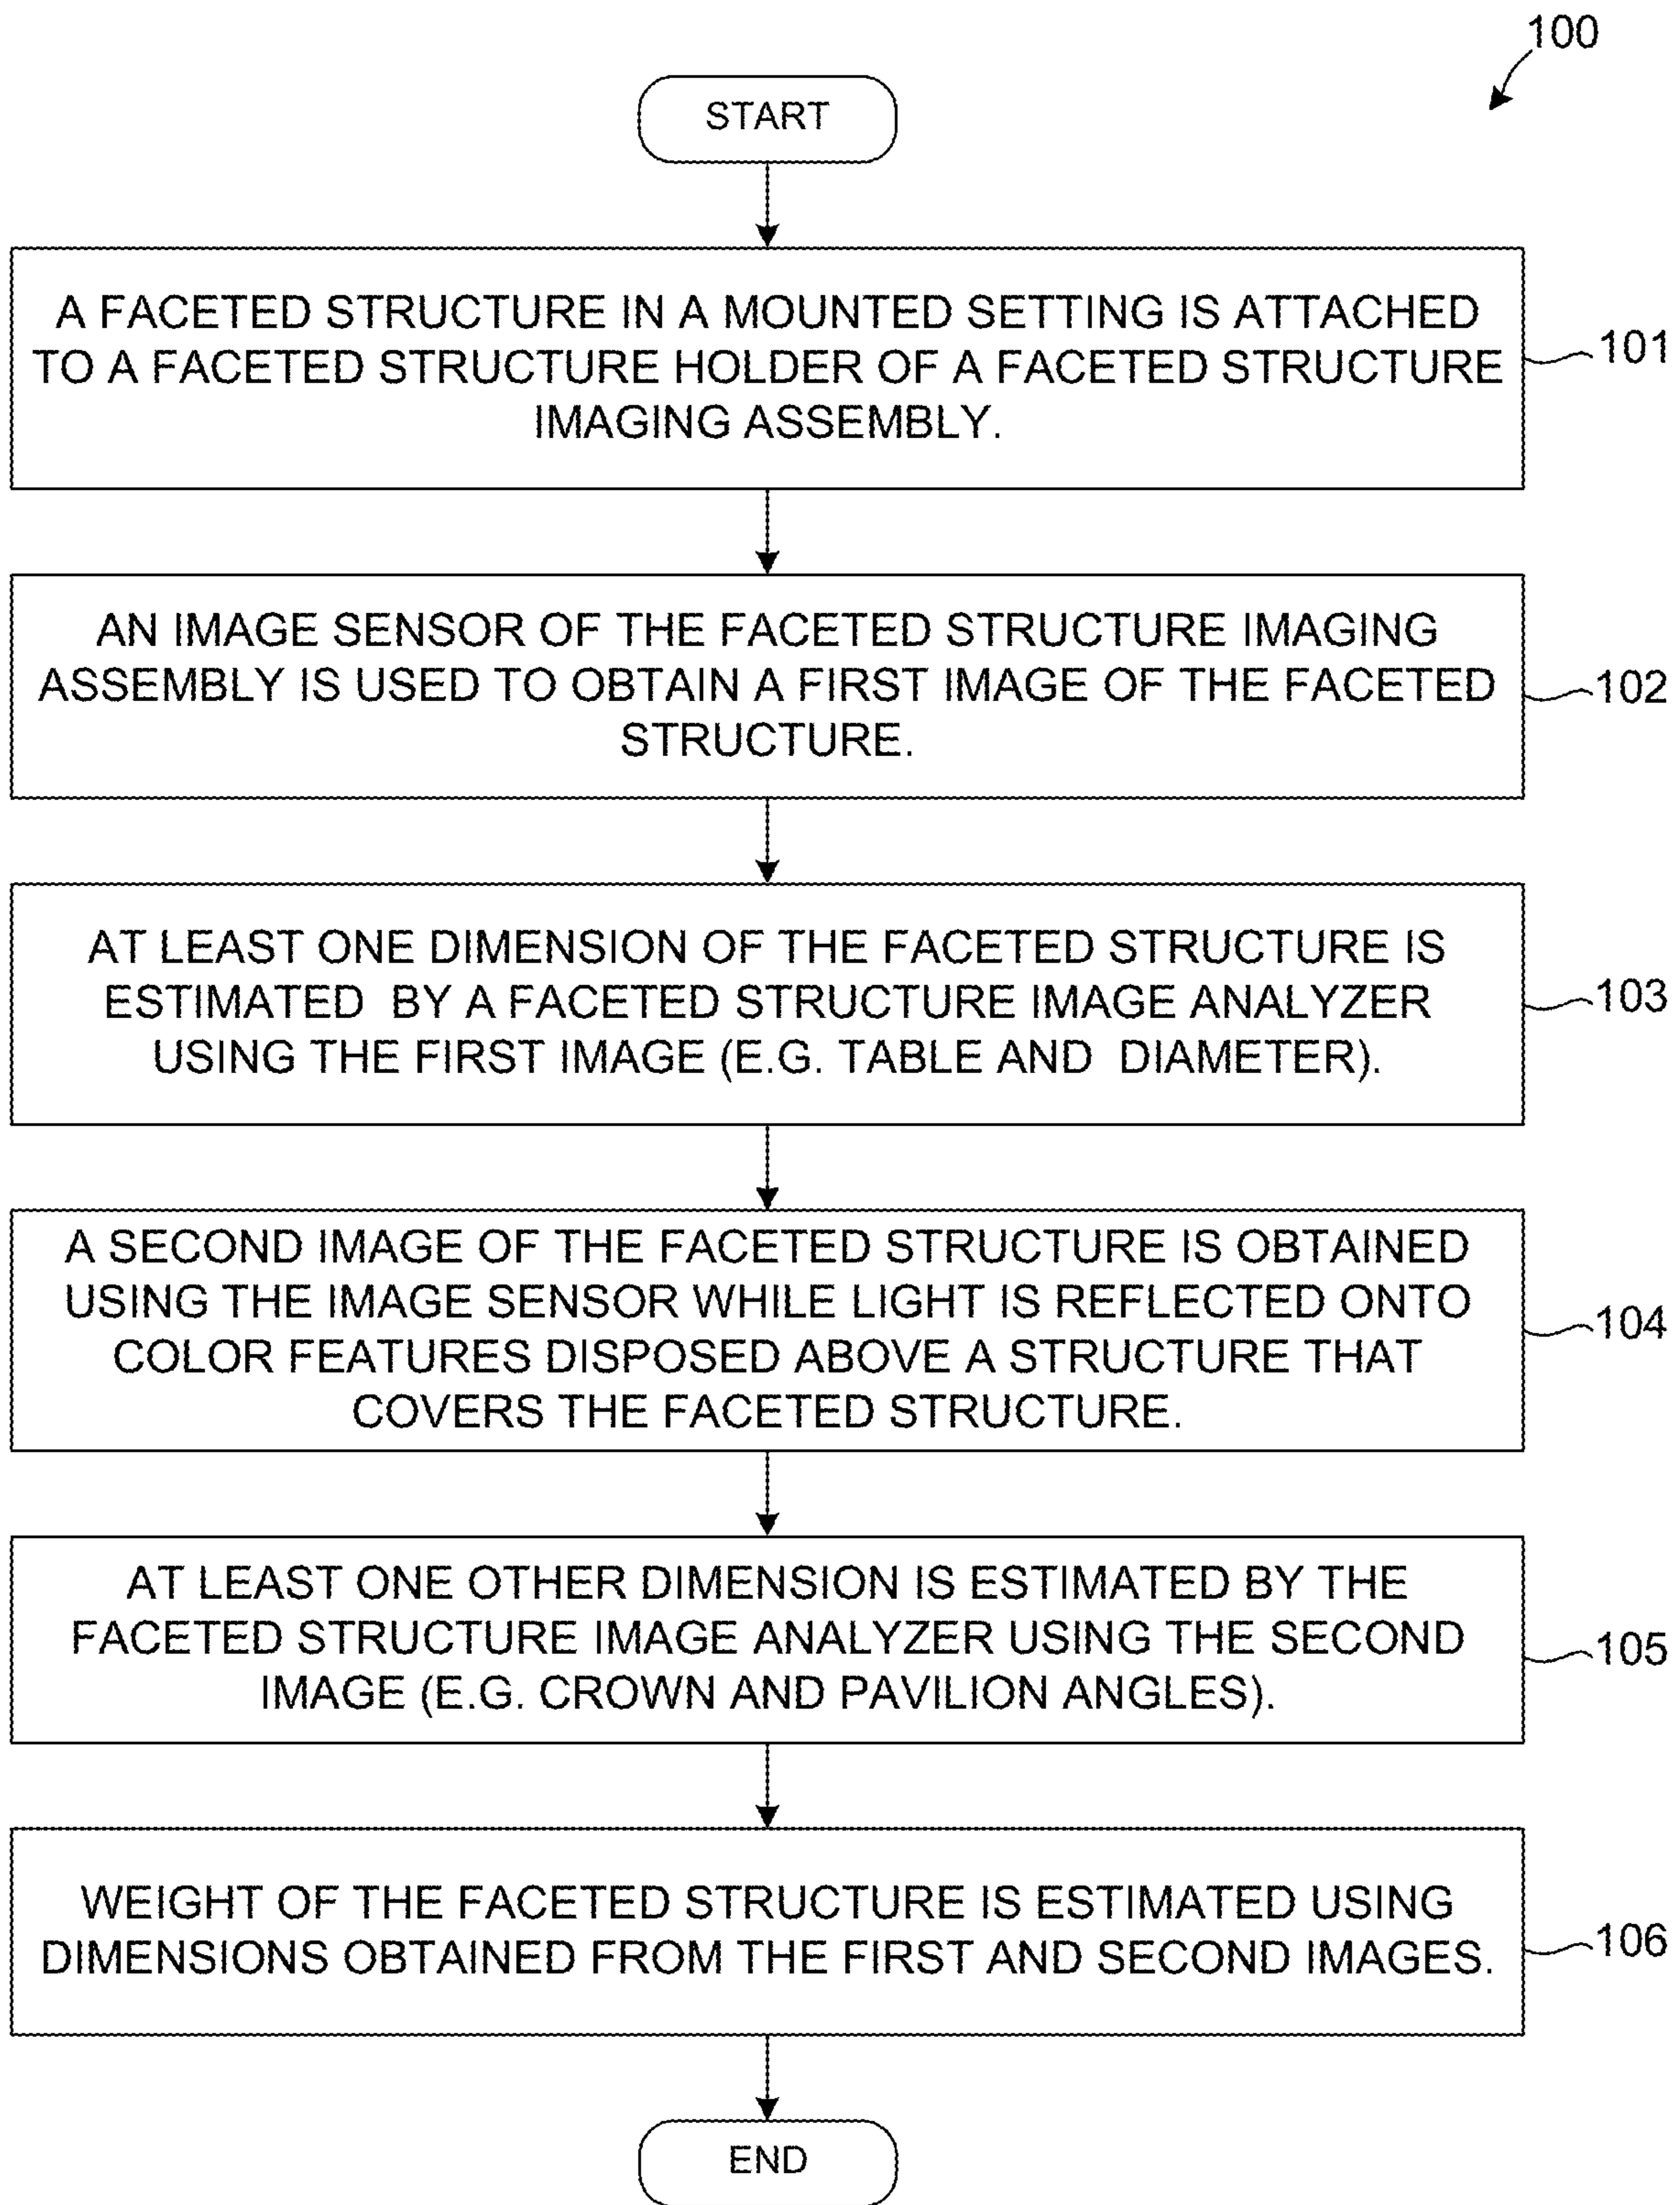 100
START
A FACETED STRUCTURE IN A MOUNTED SETTING IS ATTACHED
TO A FACETED STRUCTURE HOLDER OF A FACETED STRUCTURE
IMAGING ASSEMBLY.
101
AN IMAGE SENSOR OF THE FACETED STRUCTURE IMAGING
ASSEMBLY IS USED TO OBTAIN A FIRST IMAGE OF THE FACETED
STRUCTURE.
102
AT LEAST ONE DIMENSION OF THE FACETED STRUCTURE IS
ESTIMATED BY A FACETED STRUCTURE IMAGE ANALYZER
USING THE FIRST IMAGE (E.G. TABLE AND DIAMETER).
103
A SECOND IMAGE OF THE FACETED STRUCTURE IS OBTAINED
USING THE IMAGE SENSOR WHILE LIGHT IS REFLECTED ONTO
COLOR FEATURES DISPOSED ABOVE A STRUCTURE THAT
COVERS THE FACETED STRUCTURE.
104
AT LEAST ONE OTHER DIMENSION IS ESTIMATED BY THE
FACETED STRUCTURE IMAGE ANALYZER USING THE SECOND
IMAGE (E.G. CROWN AND PAVILION ANGLES).
105
WEIGHT OF THE FACETED STRUCTURE IS ESTIMATED USING
DIMENSIONS OBTAINED FROM THE FIRST AND SECOND IMAGES.
106
END